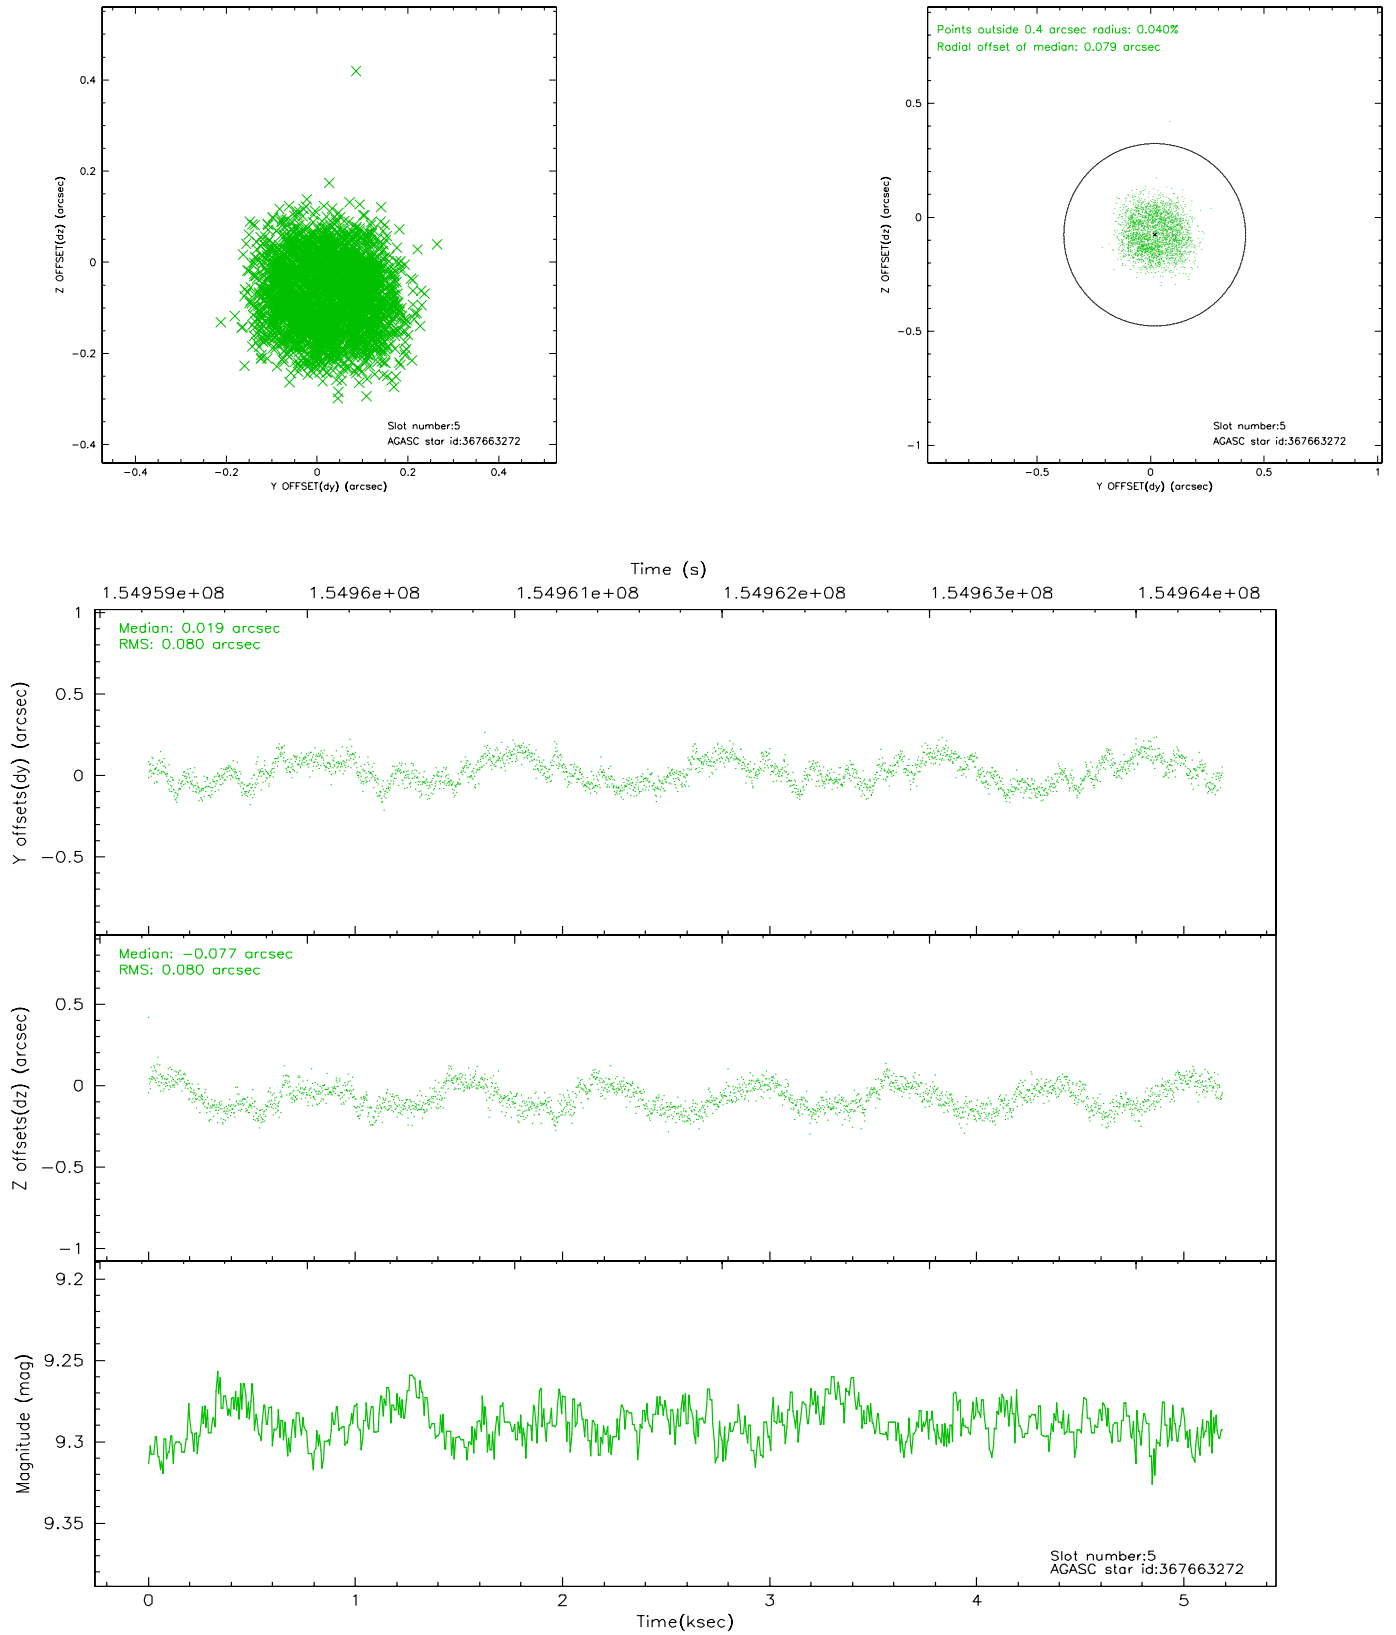 0.4
0.2
0
−0.2
−0.4
Z OFFSET(dz) (arcsec)
Slot number:5
AGASC star id:367663272
−0.4 −0.2 0 0.2 0.4
Y OFFSET(dy) (arcsec)
Points outside 0.4 arcsec radius: 0.040%
Radial offset of median: 0.079 arcsec
0.5
0
−0.5
−1
Z OFFSET(dz) (arcsec)
Slot number:5
AGASC star id:367663272
−0.5 0 0.5 1
Y OFFSET(dy) (arcsec)
Time (s)
1.54959e+08 1.5496e+08 1.54961e+08 1.54962e+08 1.54963e+08 1.54964e+08
Median: 0.019 arcsec
RMS: 0.080 arcsec
1
0.5
0
−0.5
Y offsets(dy) (arcsec)
Median: −0.077 arcsec
RMS: 0.080 arcsec
0.5
0
−0.5
−1
Z offsets(dz) (arcsec)
9.2
9.25
9.3
9.35
Magnitude (mag)
Slot number:5
AGASC star id:367663272
0 1 2 3 4 5
Time(ksec)